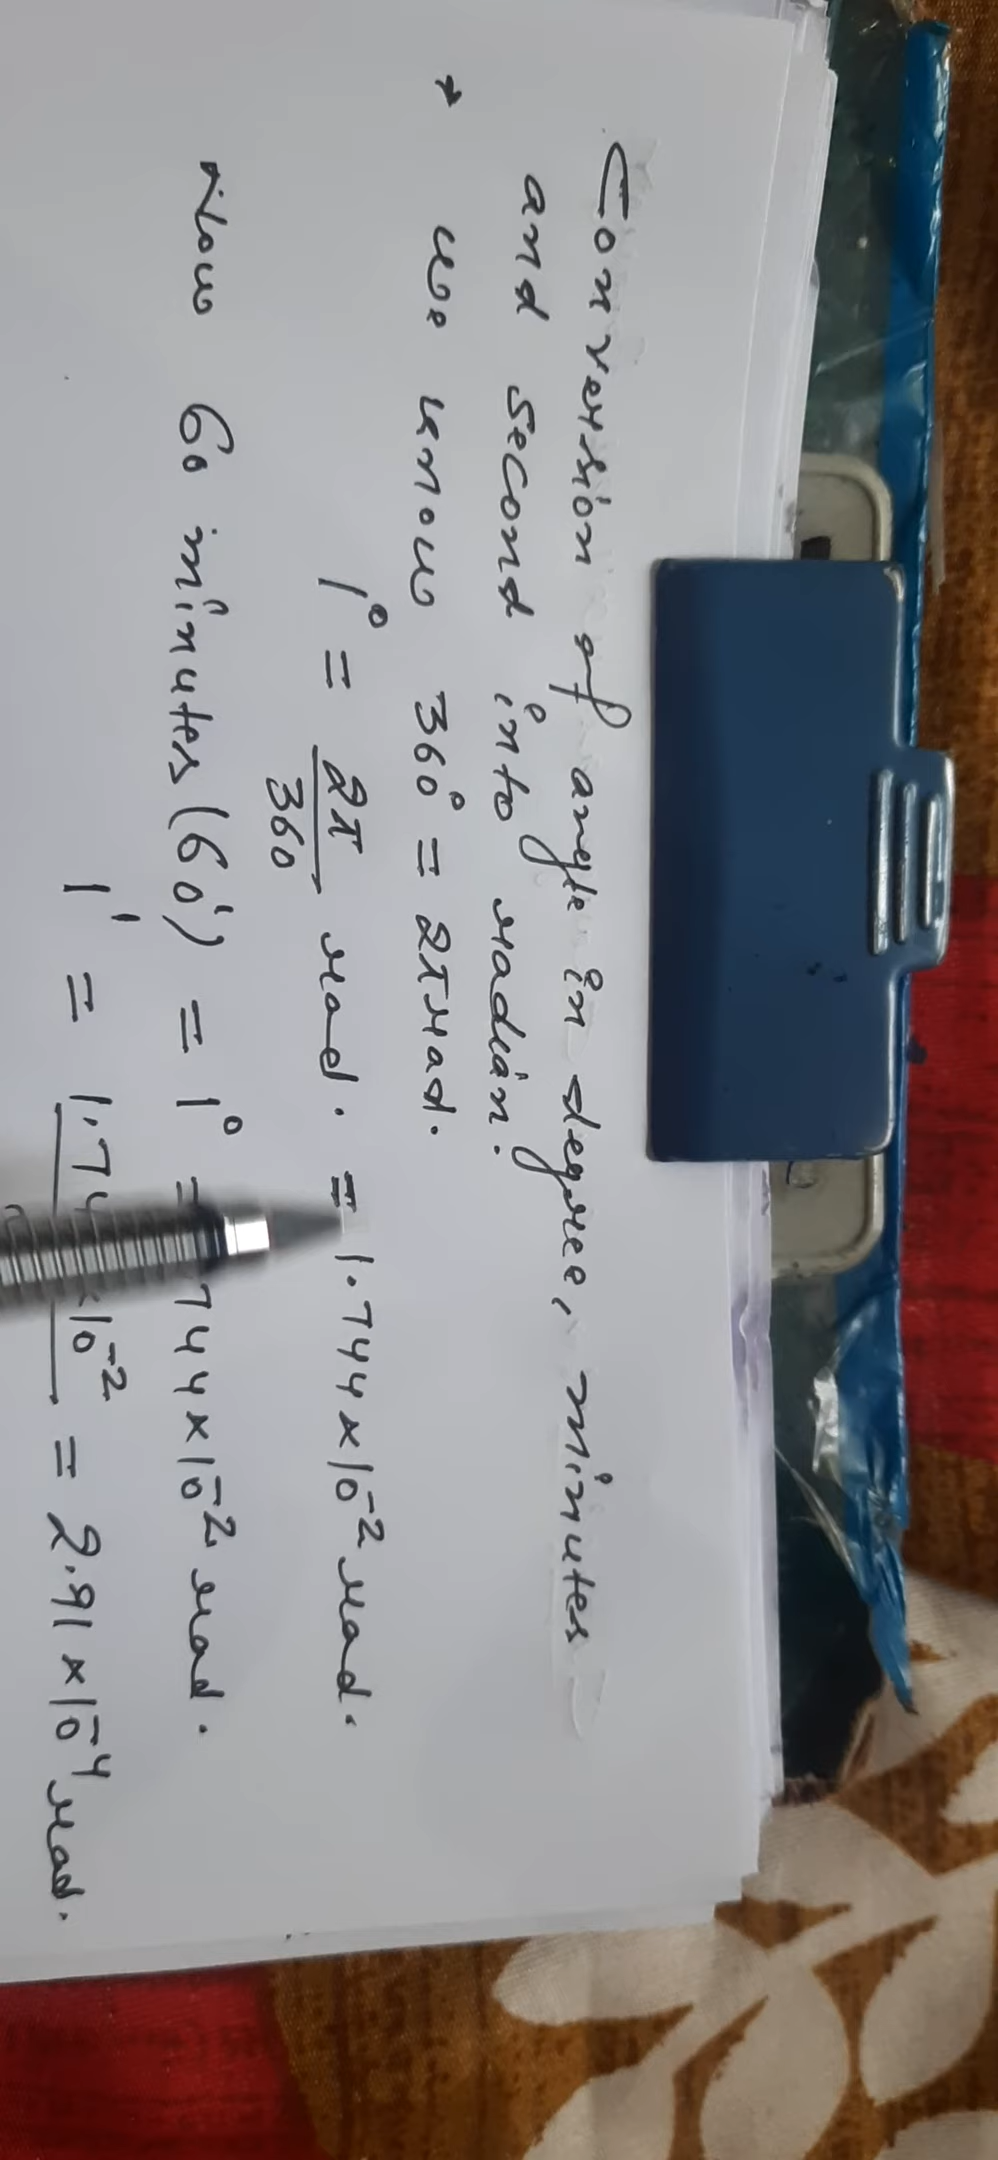 Conversion of angle in degree, minutes
and second into radian.
* we know 360° = 2π rad.
1° = 2π/360 rad. = 1.744 × 10⁻² rad.
Now 60 minutes (60') = 1° = 744 × 10⁻² rad.
1' = 1.74 × 10⁻² = 2.91 × 10⁻⁴ rad.